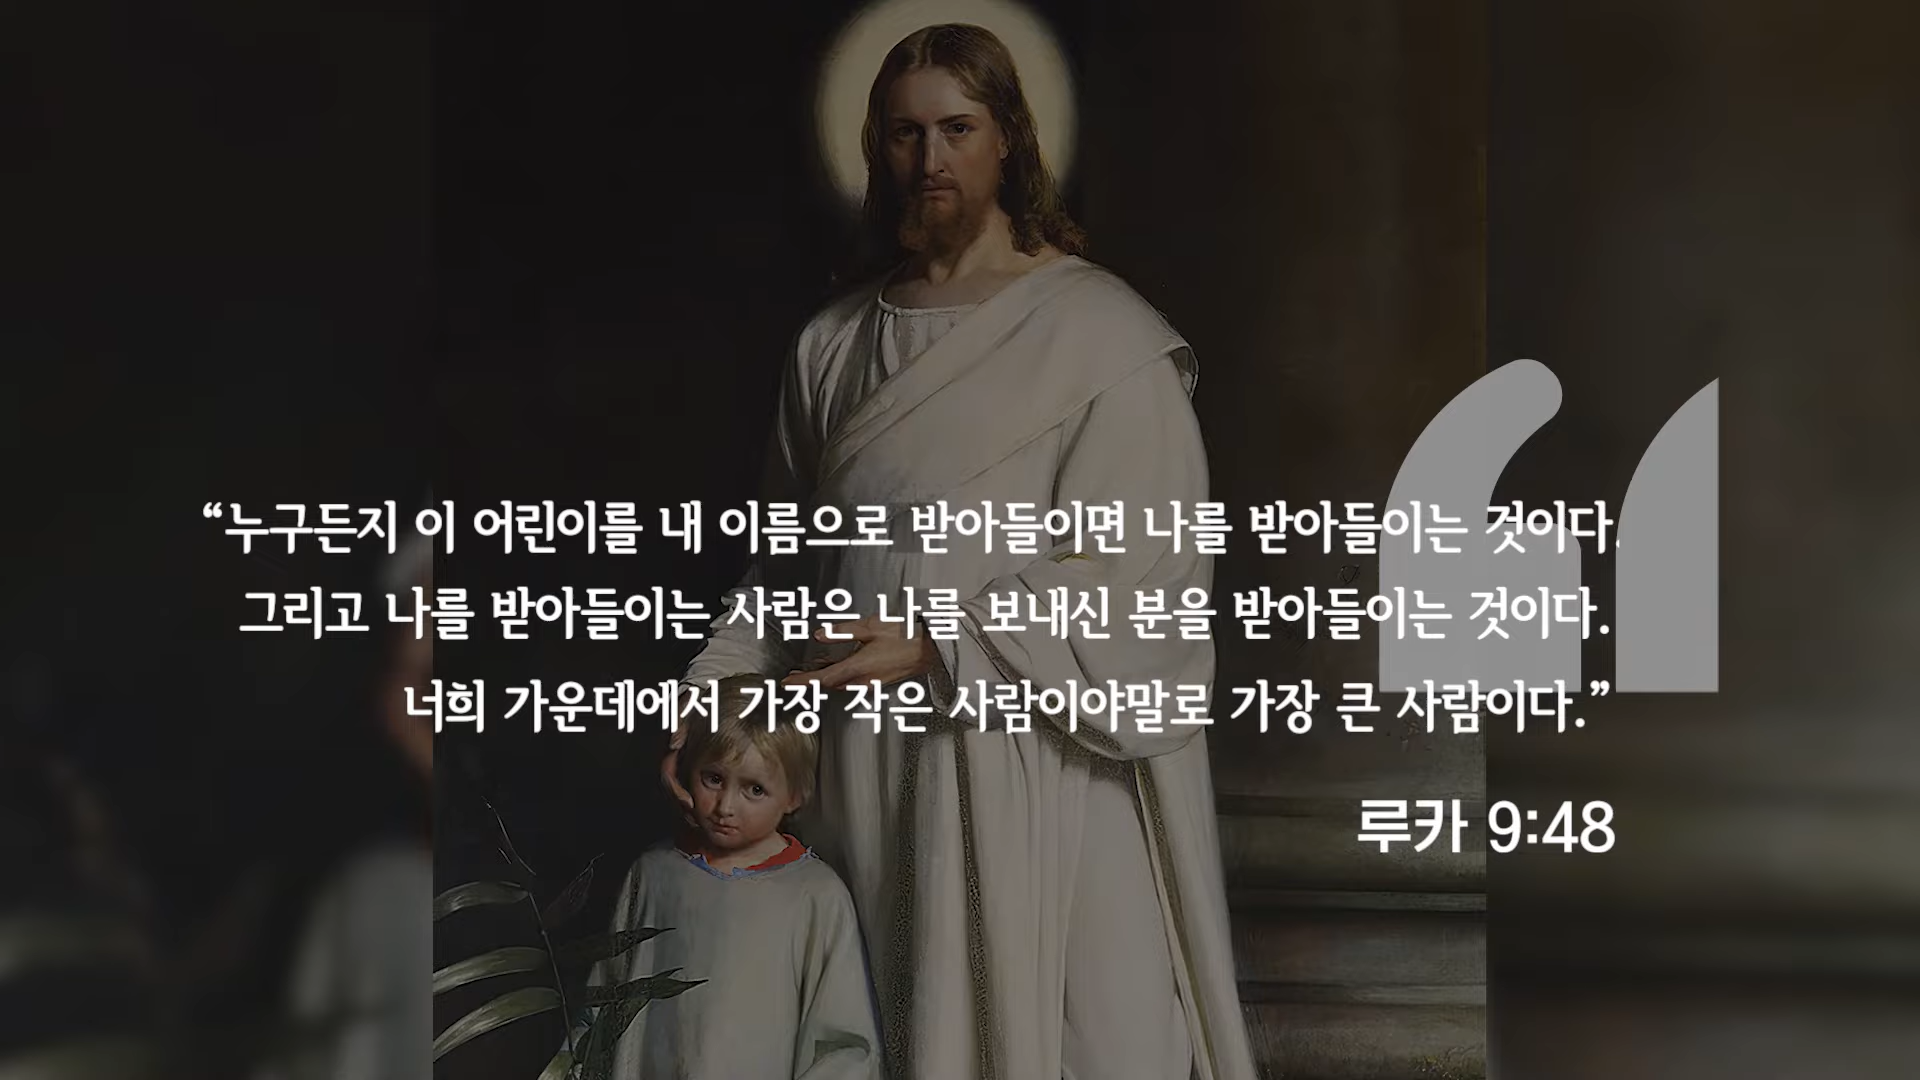 “누구든지 이 어린이를 내 이름으로 받아들이면 나를 받아들이는 것이다.
그리고 나를 받아들이는 사람은 나를 보내신 분을 받아들이는 것이다.
너희 가운데에서 가장 작은 사람이야말로 가장 큰 사람이다.”
루카 9:48